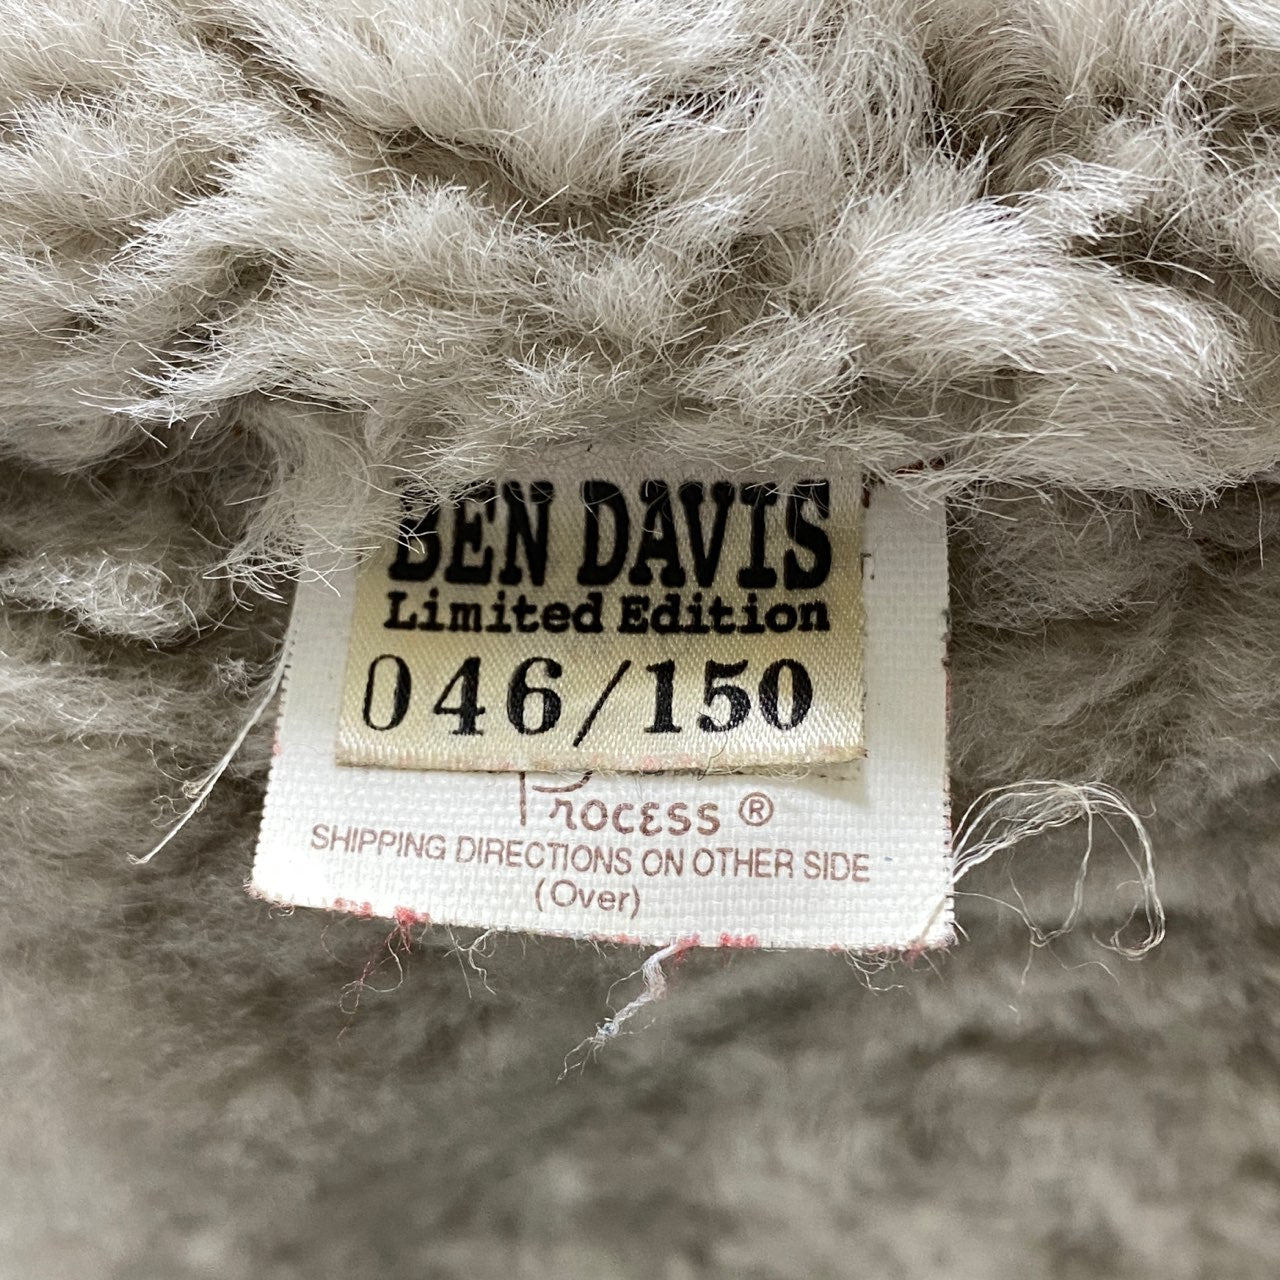 BEN DAVIS
Limited Edition
046/150
Process ®
SHIPPING DIRECTIONS ON OTHER SIDE
(Over)